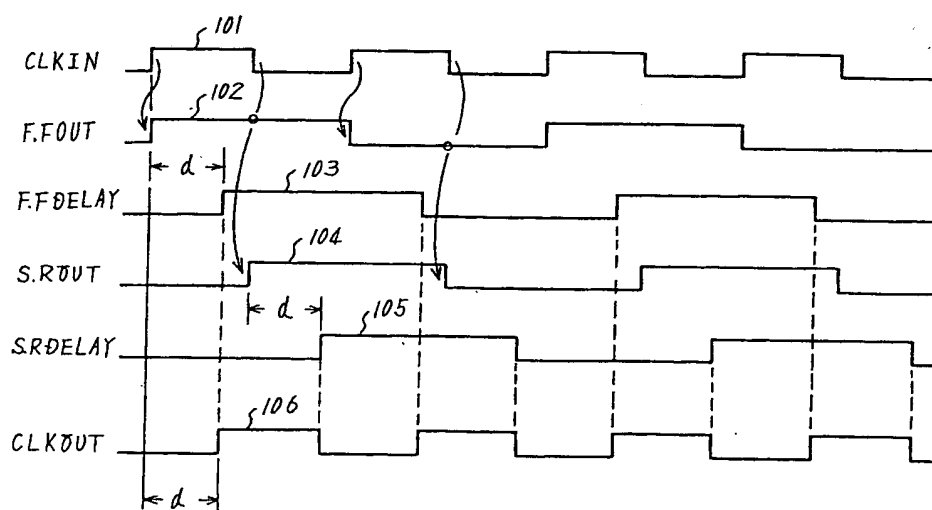 101
CLKIN
102
F.FOUT
d
103
F.FDELAY
104
S.ROUT
d
105
S.RDELAY
106
CLKOUT
d